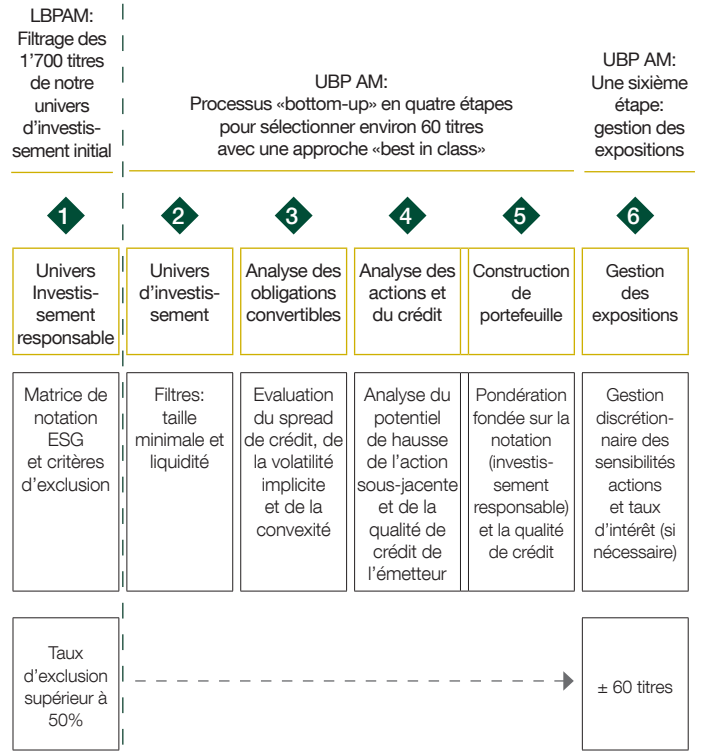 LBPAM:
Filtrage des
1’700 titres
de notre
univers
d’investis-
sement initial
UBP AM:
Processus «bottom-up» en quatre étapes
pour sélectionner environ 60 titres
avec une approche «best in class»
UBP AM:
Une sixième
étape:
gestion des
expositions
1
2
3
4
5
6
Univers
Investis-
sement
responsable
Univers
d’investis-
sement
Analyse des
obligations
convertibles
Analyse des
actions et
du crédit
Construction
de
portefeuille
Gestion
des
expositions
Matrice de
notation
ESG
et critères
d’exclusion
Filtres:
taille
minimale et
liquidité
Evaluation
du spread
de crédit, de
la volatilité
implicite
et de la
convexité
Analyse du
potentiel
de hausse
de l’action
sous-jacente
et de la
qualité de
crédit de
l’émetteur
Pondération
fondée sur la
notation
(investis-
sement
responsable)
et la qualité
de crédit
Gestion
discrétion-
naire des
sensibilités
actions
et taux
d’intérêt (si
nécessaire)
Taux
d’exclusion
supérieur à
50%
± 60 titres